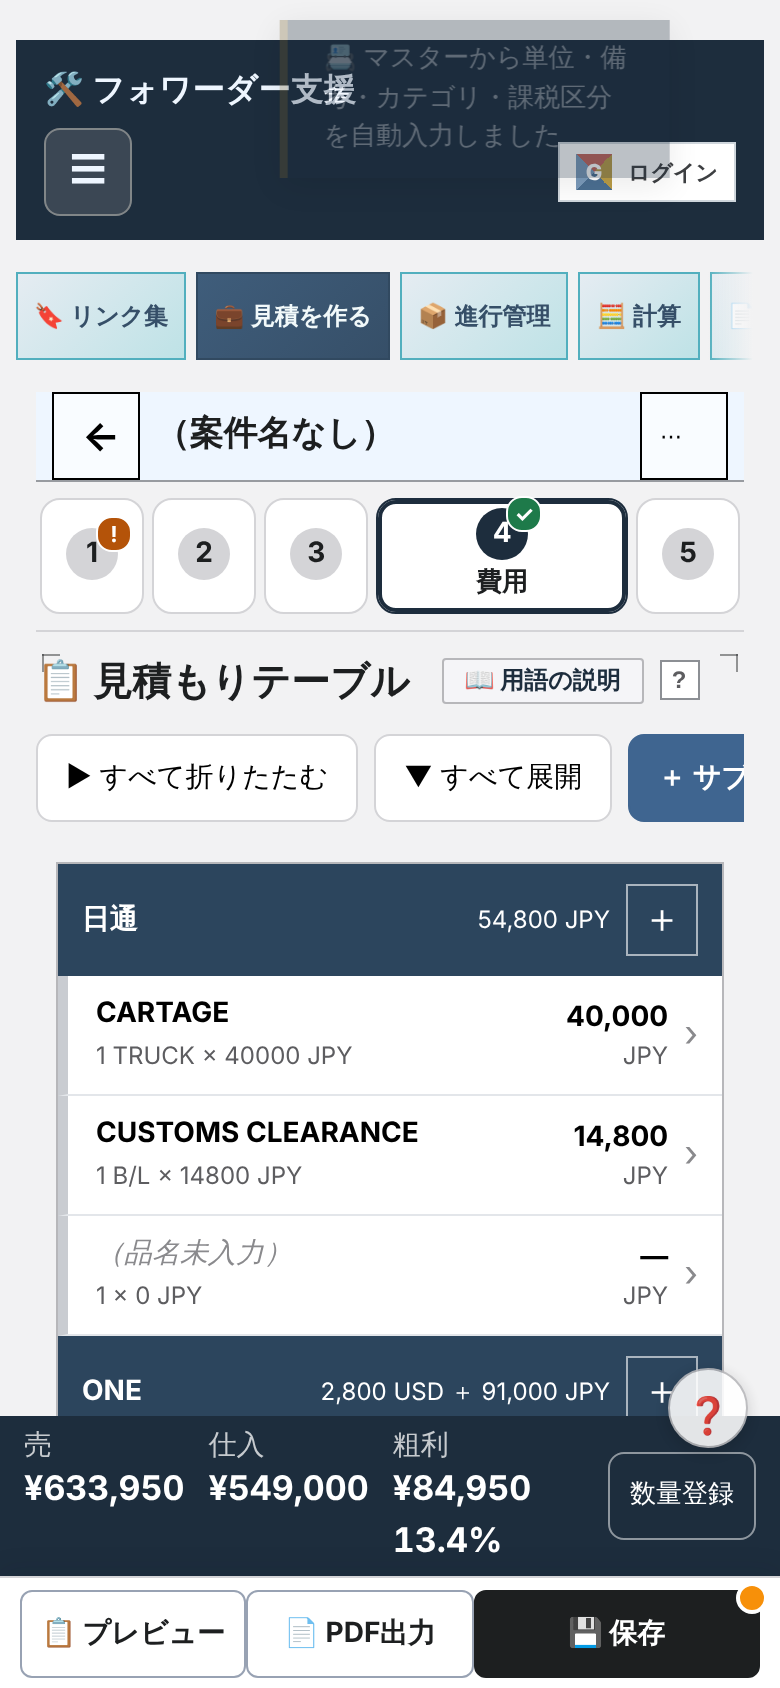 マスターから単位・備
・カテゴリ・課税区分
を自動入力しました
フォワーダー支援
☰
G ログイン
リンク集
見積を作る
進行管理
計算
← （案件名なし） …
1 !
2
3
4
費用
5
見積もりテーブル
用語の説明
?
▶ すべて折りたたむ
▼ すべて展開
+ サブ
日通 54,800 JPY +
CARTAGE 40,000
1 TRUCK × 40000 JPY JPY ›
CUSTOMS CLEARANCE 14,800
1 B/L × 14800 JPY JPY ›
（品名未入力） —
1 × 0 JPY JPY ›
ONE 2,800 USD + 91,000 JPY +
売 仕入 粗利
¥633,950 ¥549,000 ¥84,950
13.4%
数量登録
プレビュー
PDF出力
保存